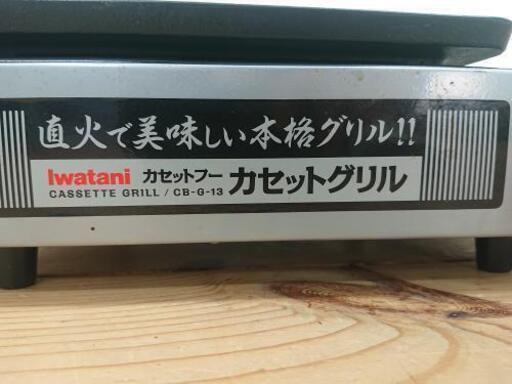 直火で美味しい本格グリル!!
Iwatani カセットフー カセットグリル
CASSETTE GRILL / CB-G-13